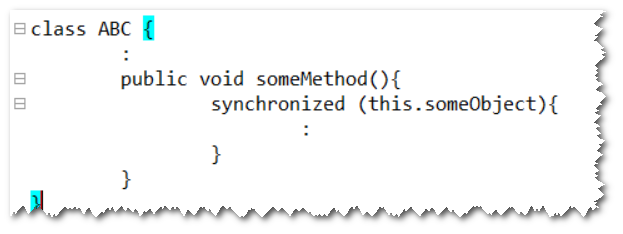 class ABC {
:
public void someMethod(){
synchronized (this.someObject){
:
}
}
}